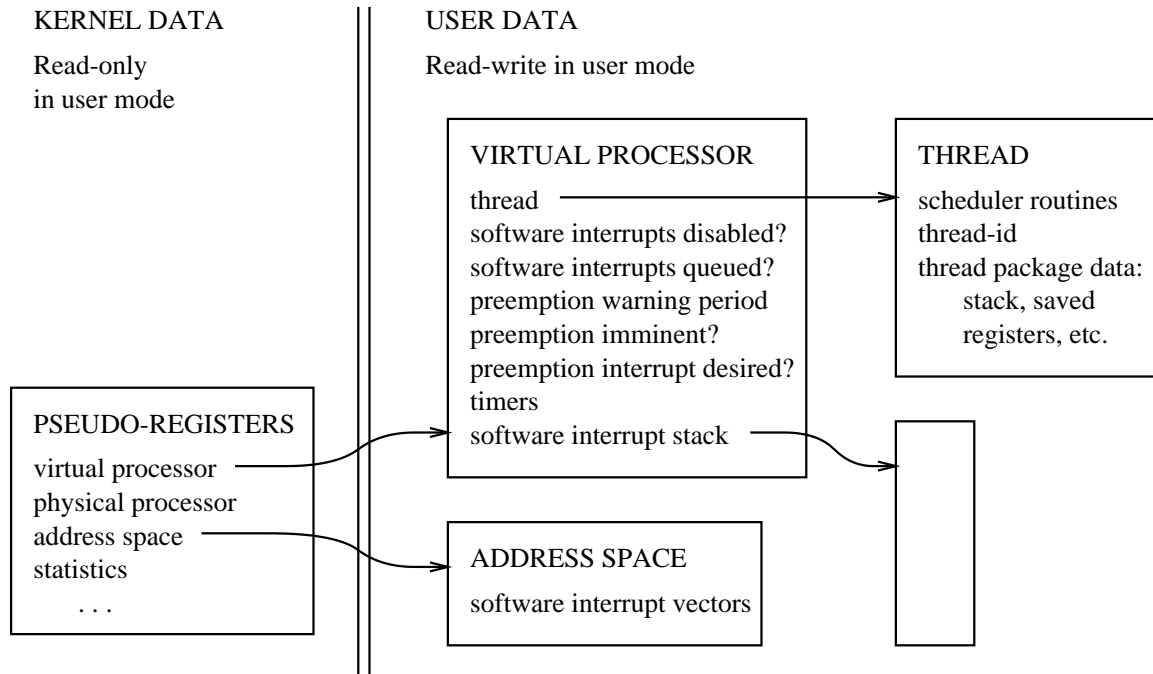 KERNEL DATA
Read-only
in user mode
USER DATA
Read-write in user mode
VIRTUAL PROCESSOR
thread
software interrupts disabled?
software interrupts queued?
preemption warning period
preemption imminent?
preemption interrupt desired?
timers
software interrupt stack
THREAD
scheduler routines
thread-id
thread package data:
stack, saved
registers, etc.
PSEUDO-REGISTERS
virtual processor
physical processor
address space
statistics
. . .
ADDRESS SPACE
software interrupt vectors